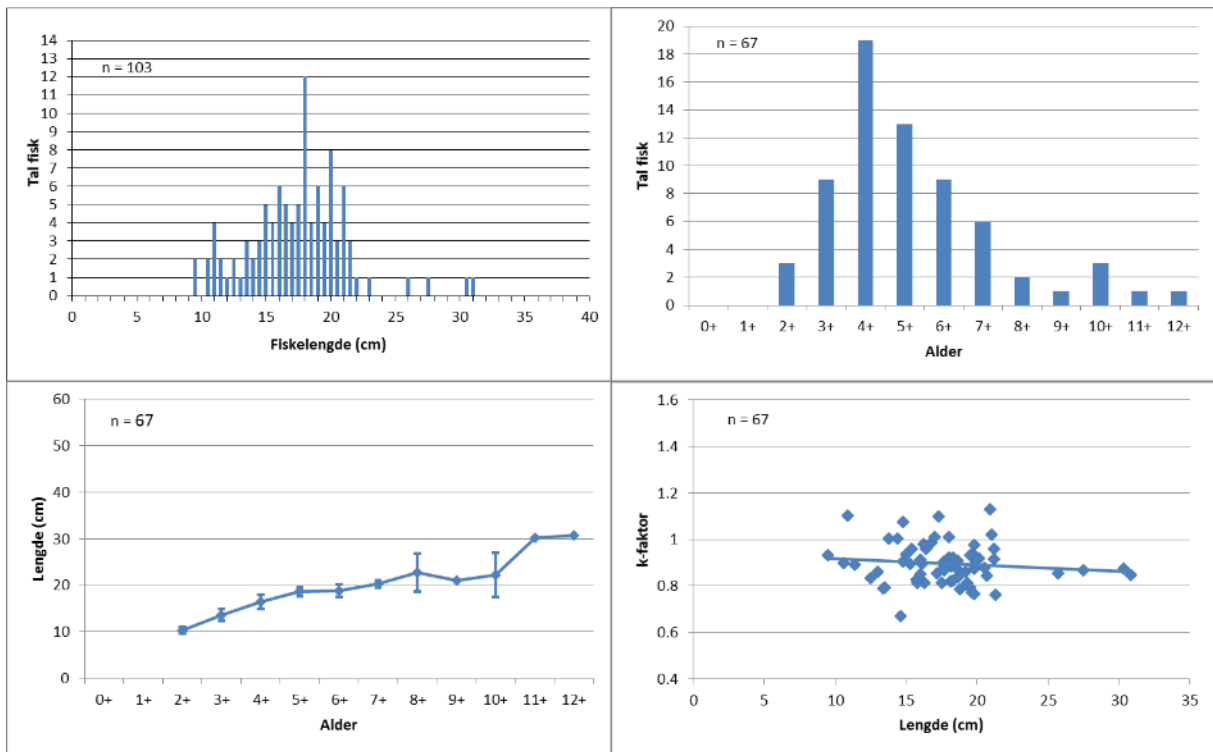 14
13
12
11
10
9
8
7
6
5
4
3
2
1
0
n = 103
Tal fisk
0 5 10 15 20 25 30 35 40
Fiskelengde (cm)
20
18
16
14
12
10
8
6
4
2
0
n = 67
Tal fisk
0+ 1+ 2+ 3+ 4+ 5+ 6+ 7+ 8+ 9+ 10+ 11+ 12+
Alder
60
50
40
30
20
10
0
n = 67
Lengde (cm)
0+ 1+ 2+ 3+ 4+ 5+ 6+ 7+ 8+ 9+ 10+ 11+ 12+
Alder
1.6
1.4
1.2
1
0.8
0.6
0.4
n = 67
k-faktor
0 5 10 15 20 25 30 35
Lengde (cm)